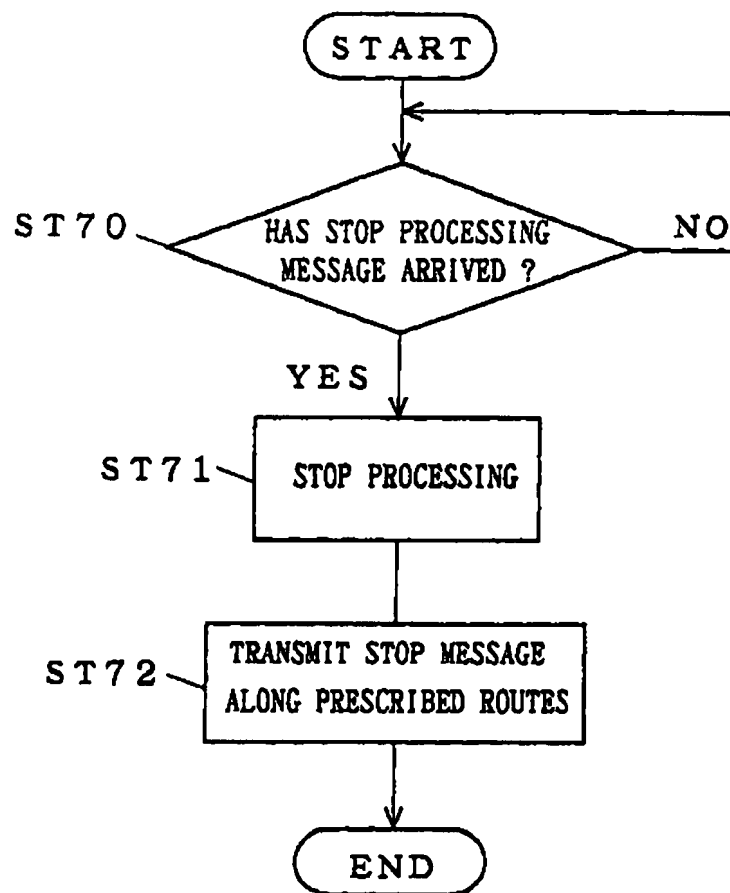 START
ST70
HAS STOP PROCESSING
MESSAGE ARRIVED ?
NO
YES
ST71
STOP PROCESSING
ST72
TRANSMIT STOP MESSAGE
ALONG PRESCRIBED ROUTES
END